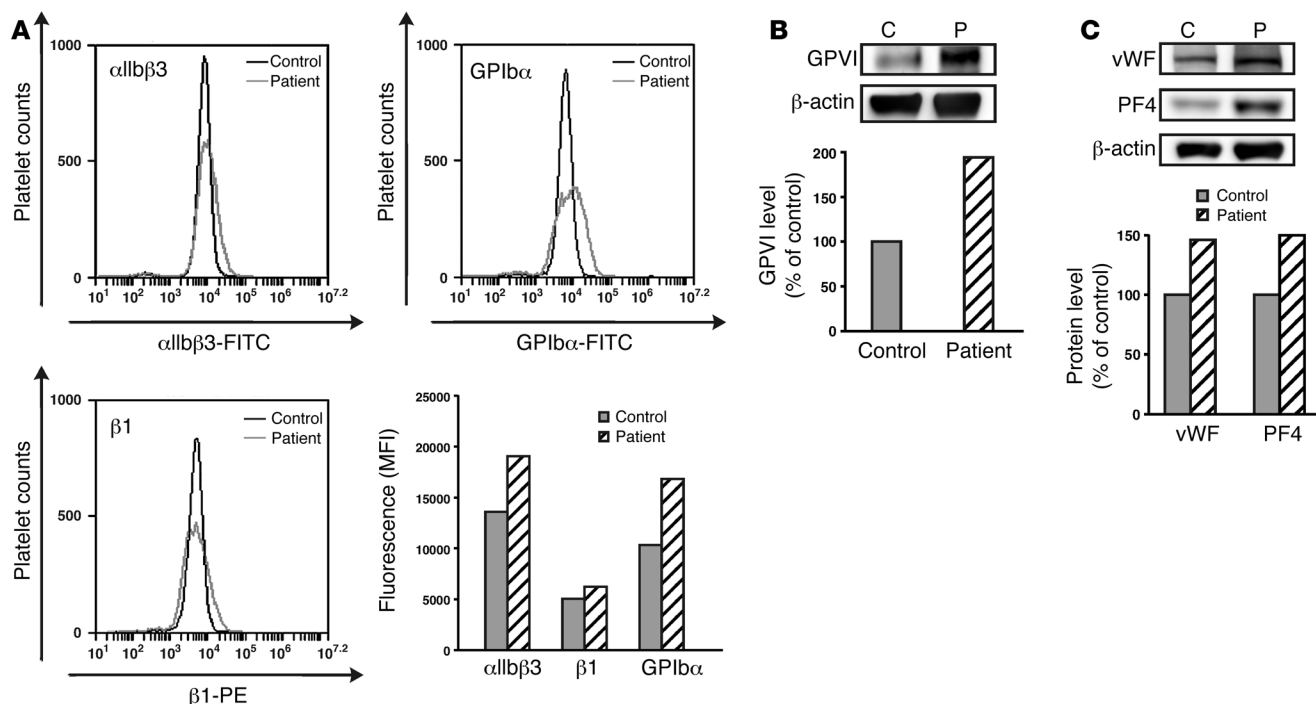 A
1000
500
0
Platelet counts
αIIbβ3
Control
Patient
10¹ 10² 10³ 10⁴ 10⁵ 10⁶ 10⁷·²
αIIbβ3-FITC
1000
500
0
Platelet counts
GPIbα
Control
Patient
10¹ 10² 10³ 10⁴ 10⁵ 10⁶ 10⁷·²
GPIbα-FITC
1000
500
0
Platelet counts
β1
Control
Patient
10¹ 10² 10³ 10⁴ 10⁵ 10⁶ 10⁷·²
β1-PE
25000
20000
15000
10000
5000
0
Fluorescence (MFI)
Control
Patient
αIIbβ3 β1 GPIbα
B
C P
GPVI
β-actin
200
150
100
50
0
GPVI level
(% of control)
Control Patient
C
C P
vWF
PF4
β-actin
Control
Patient
150
100
50
0
Protein level
(% of control)
vWF PF4